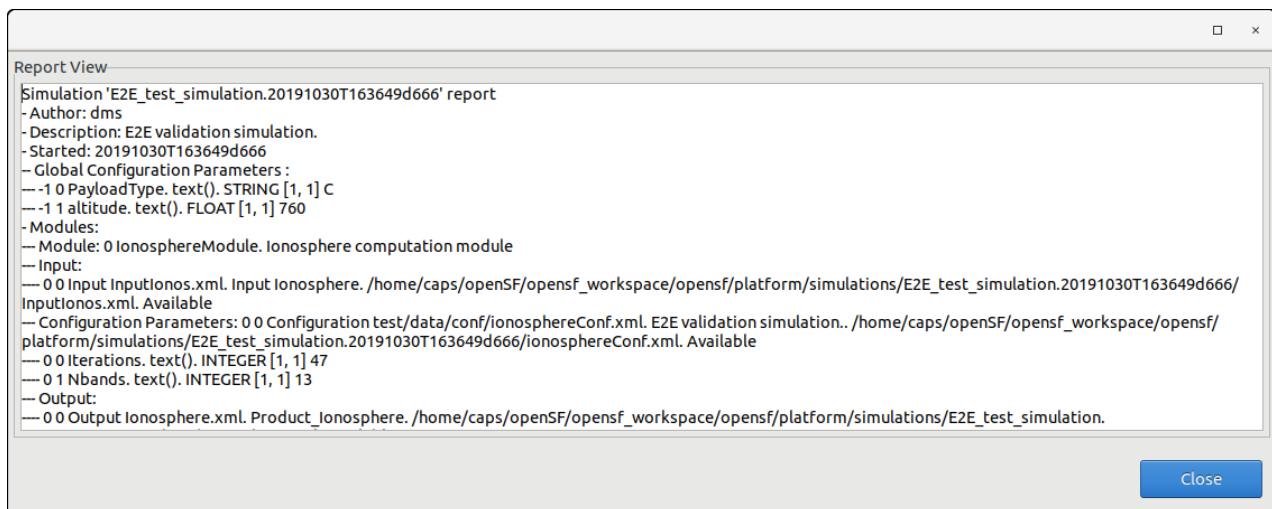 Report View
Simulation 'E2E_test_simulation.20191030T163649d666' report
- Author: dms
- Description: E2E validation simulation.
- Started: 20191030T163649d666
-- Global Configuration Parameters :
--- -1 0 PayloadType. text(). STRING [1, 1] C
--- -1 1 altitude. text(). FLOAT [1, 1] 760
- Modules:
--- Module: 0 IonosphereModule. Ionosphere computation module
--- Input:
---- 0 0 Input InputIonos.xml. Input Ionosphere. /home/caps/openSF/opensf_workspace/opensf/platform/simulations/E2E_test_simulation.20191030T163649d666/
InputIonos.xml. Available
--- Configuration Parameters: 0 0 Configuration test/data/conf/ionosphereConf.xml. E2E validation simulation.. /home/caps/openSF/opensf_workspace/opensf/
platform/simulations/E2E_test_simulation.20191030T163649d666/ionosphereConf.xml. Available
---- 0 0 Iterations. text(). INTEGER [1, 1] 47
---- 0 1 Nbands. text(). INTEGER [1, 1] 13
--- Output:
---- 0 0 Output Ionosphere.xml. Product_Ionosphere. /home/caps/openSF/opensf_workspace/opensf/platform/simulations/E2E_test_simulation.
Close